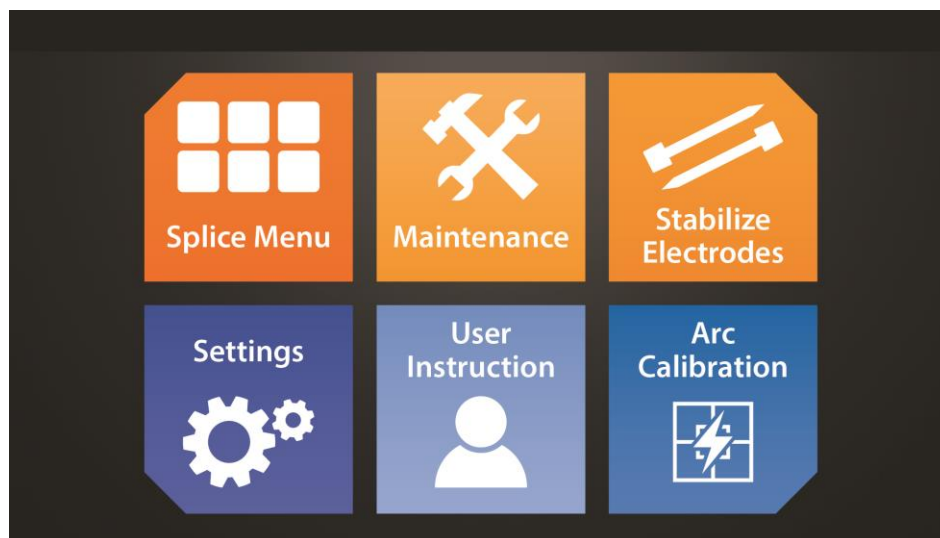 Splice Menu
Maintenance
Stabilize
Electrodes
Settings
User
Instruction
Arc
Calibration